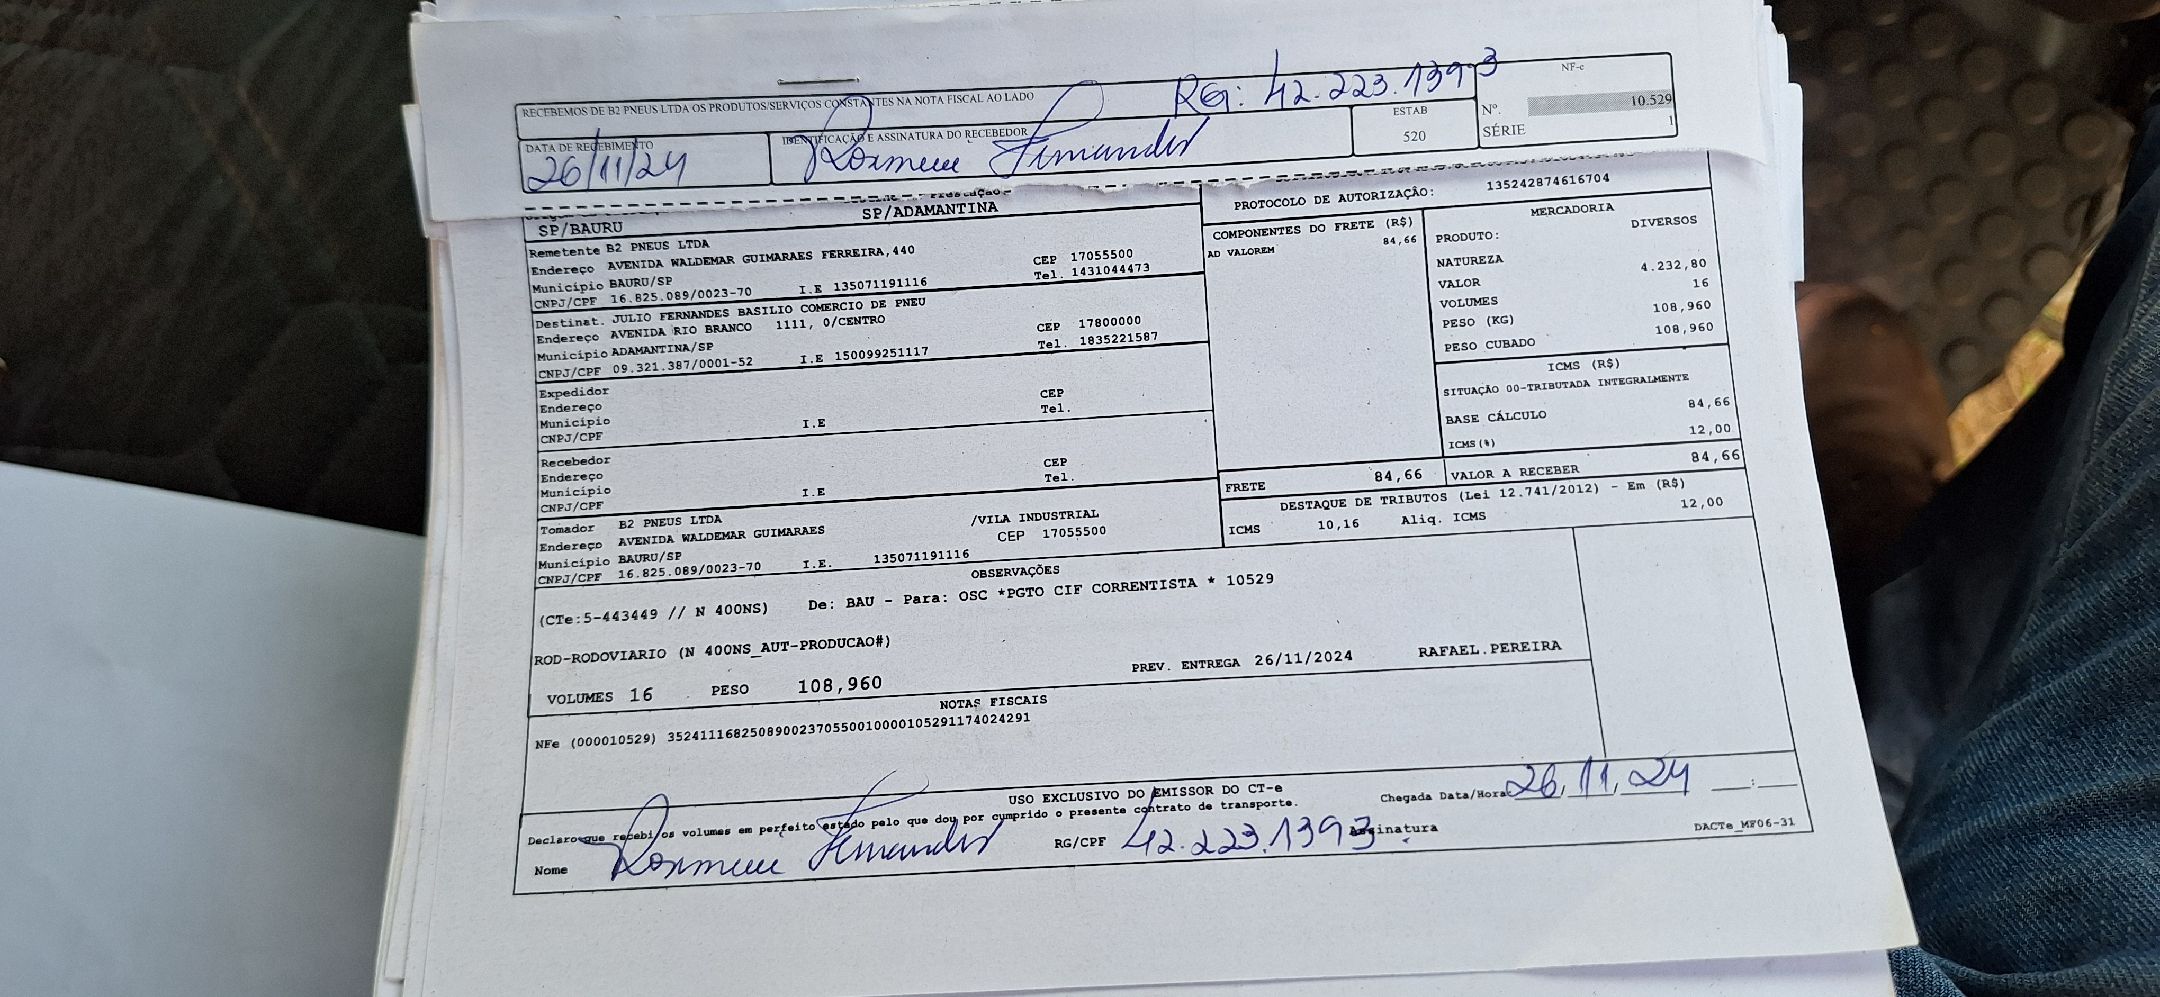 RG: 42.223.139-3
RECEBEMOS DE B2 PNEUS LTDA OS PRODUTOS/SERVIÇOS CONSTANTES NA NOTA FISCAL AO LADO
NF-e
Nº. 10.529
SÉRIE 1
DATA DE RECEBIMENTO
26/11/24
IDENTIFICAÇÃO E ASSINATURA DO RECEBEDOR
Fernandes
ESTAB
520
SP/BAURU
SP/ADAMANTINA
PROTOCOLO DE AUTORIZAÇÃO: 135242874616704
Remetente B2 PNEUS LTDA
Endereço AVENIDA WALDEMAR GUIMARAES FERREIRA,440 CEP 17055500
Município BAURU/SP Tel. 1431044473
CNPJ/CPF 16.825.089/0023-70 I.E 135071191116
Destinat. JULIO FERNANDES BASILIO COMERCIO DE PNEU
Endereço AVENIDA RIO BRANCO 1111, 0/CENTRO CEP 17800000
Município ADAMANTINA/SP Tel. 1835221587
CNPJ/CPF 09.321.387/0001-52 I.E 150099251117
Expedidor
Endereço CEP
Município Tel.
CNPJ/CPF I.E
Recebedor
Endereço CEP
Município Tel.
CNPJ/CPF I.E
Tomador B2 PNEUS LTDA
Endereço AVENIDA WALDEMAR GUIMARAES /VILA INDUSTRIAL
Município BAURU/SP CEP 17055500
CNPJ/CPF 16.825.089/0023-70 I.E. 135071191116
COMPONENTES DO FRETE (R$)
AD VALOREM 84,66
MERCADORIA
PRODUTO: DIVERSOS
NATUREZA
VALOR 4.232,80
VOLUMES 16
PESO (KG) 108,960
PESO CUBADO 108,960
ICMS (R$)
SITUAÇÃO 00-TRIBUTADA INTEGRALMENTE
BASE CÁLCULO 84,66
ICMS(%) 12,00
FRETE 84,66
VALOR A RECEBER 84,66
DESTAQUE DE TRIBUTOS (Lei 12.741/2012) - Em (R$)
ICMS 10,16 Aliq. ICMS 12,00
OBSERVAÇÕES
(CTe:5-443449 // N 400NS) De: BAU - Para: OSC *PGTO CIF CORRENTISTA * 10529
ROD-RODOVIARIO (N 400NS_AUT-PRODUCAO#)
PREV. ENTREGA 26/11/2024 RAFAEL.PEREIRA
VOLUMES 16 PESO 108,960
NOTAS FISCAIS
NFe (000010529) 35241116825089002370550010000105291174024291
USO EXCLUSIVO DO EMISSOR DO CT-e
Declaro que recebi os volumes em perfeito estado pelo que dou por cumprido o presente contrato de transporte.
Chegada Data/Hora 26, 11, 24 __:__
Nome Fernandes RG/CPF 42.223.1393 Assinatura
DACTe_MF06-31